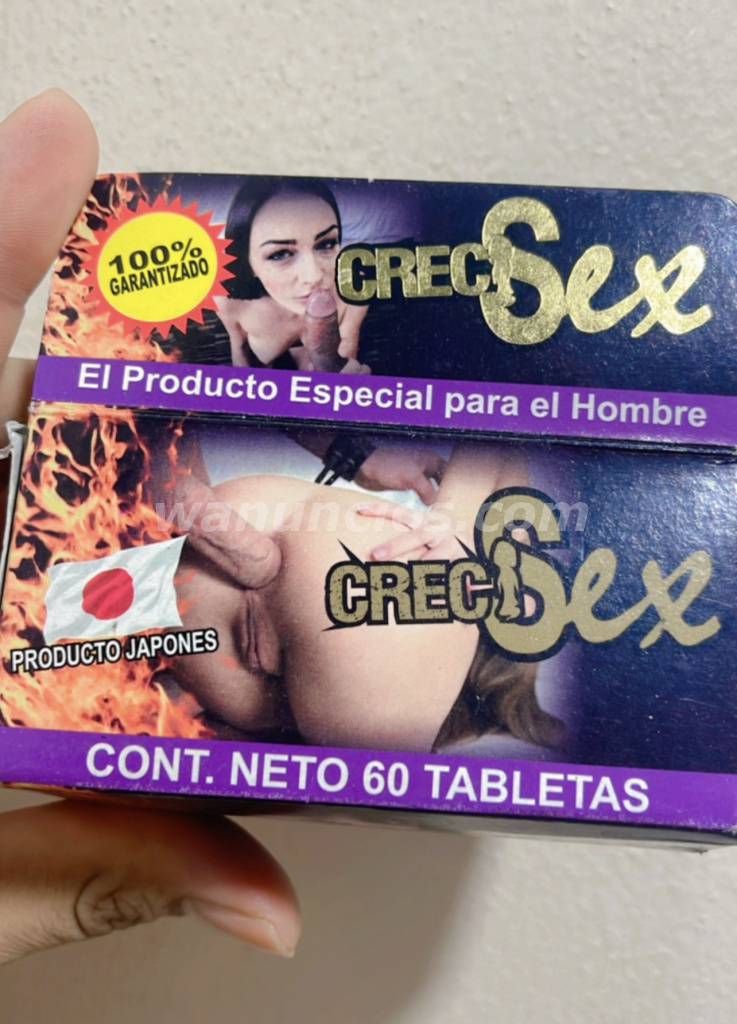 100%
GARANTIZADO
CRECISex
El Producto Especial para el Hombre
wanuncios.com
CRECISex
PRODUCTO JAPONES
CONT. NETO 60 TABLETAS